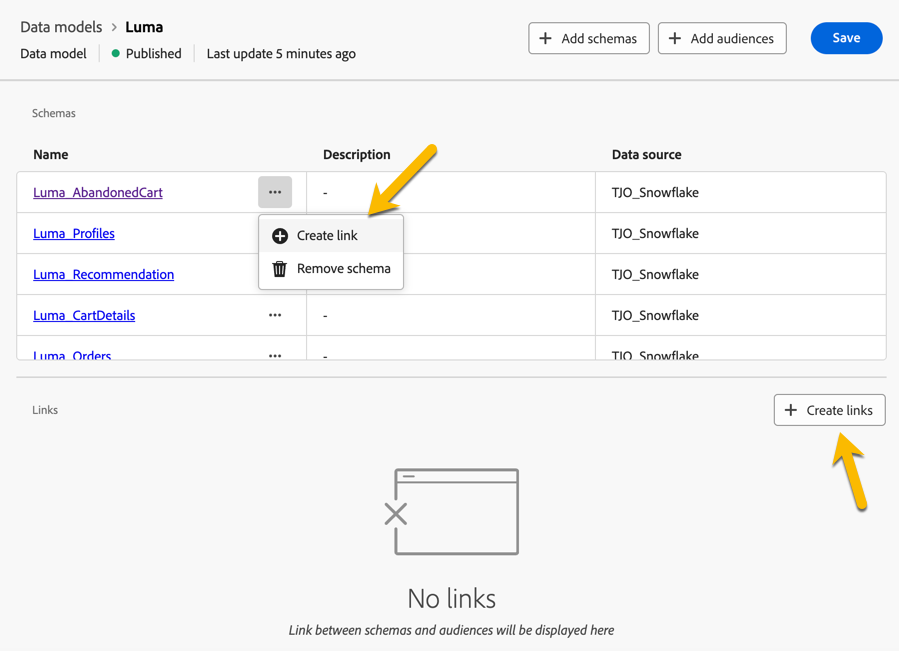 Data models > Luma
Data model Published Last update 5 minutes ago
+ Add schemas + Add audiences Save
Schemas
Name Description Data source
Luma_AbandonedCart ... - TJO_Snowflake
Luma_Profiles TJO_Snowflake
Create link
Luma_Recommendation TJO_Snowflake
Remove schema
Luma_CartDetails ... - TJO_Snowflake
Luma_Orders ... - TJO_Snowflake
Links + Create links
No links
Link between schemas and audiences will be displayed here